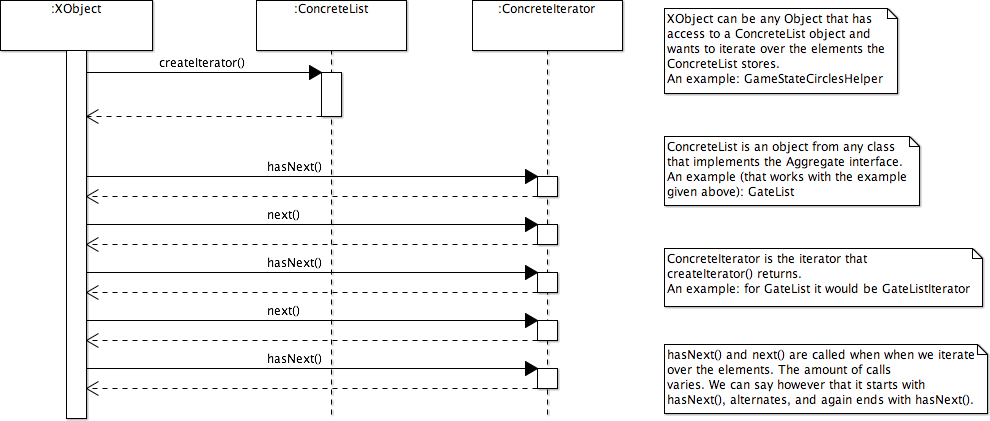 :XObject
:ConcreteList
:ConcreteIterator
createIterator()
hasNext()
next()
hasNext()
next()
hasNext()
XObject can be any Object that has
access to a ConcreteList object and
wants to iterate over the elements the
ConcreteList stores.
An example: GameStateCirclesHelper
ConcreteList is an object from any class
that implements the Aggregate interface.
An example (that works with the example
given above): GateList
ConcreteIterator is the iterator that
createIterator() returns.
An example: for GateList it would be GateListIterator
hasNext() and next() are called when when we iterate
over the elements. The amount of calls
varies. We can say however that it starts with
hasNext(), alternates, and again ends with hasNext().